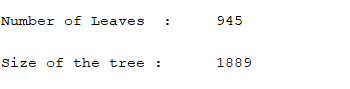 Number of Leaves  :     945
Size of the tree :      1889